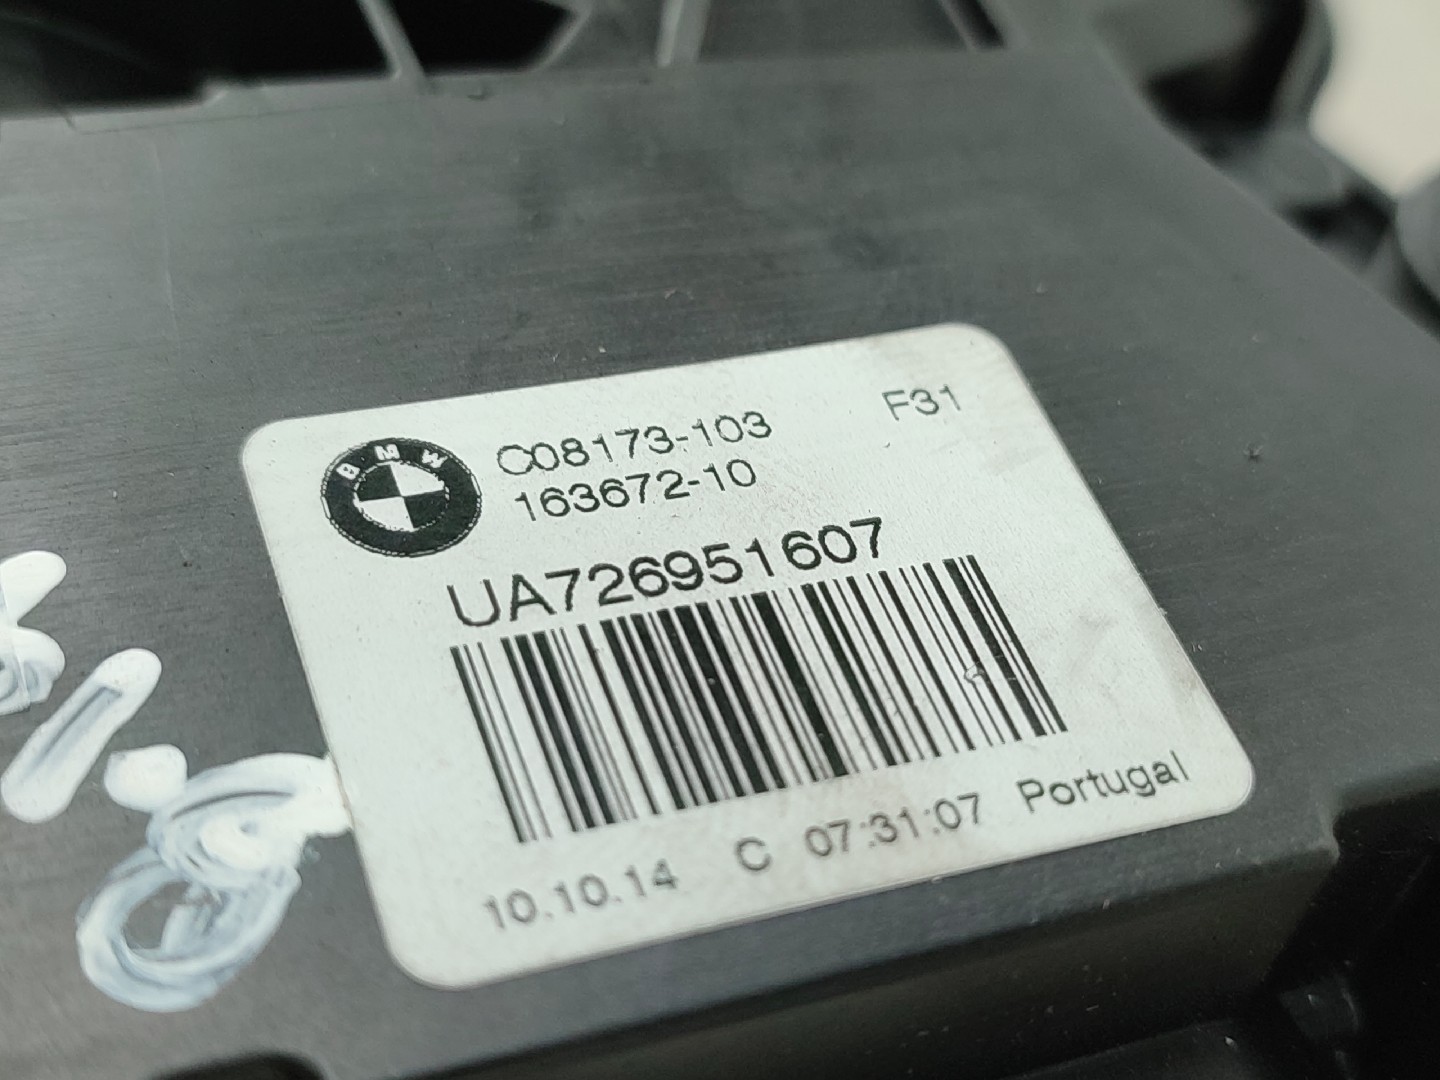 BMW
C08173-103 F31
163672-10
UA726951607
10.10.14 C 07:31:07 Portugal